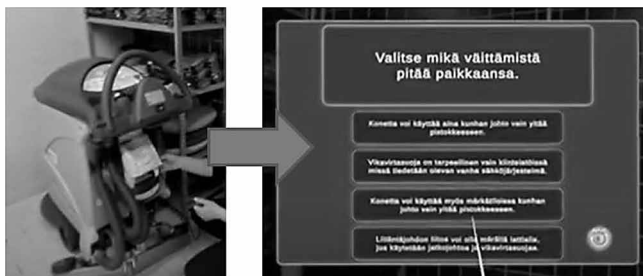 Valitse mikä väittämistä
pitää paikkaansa.
Konetta voi käyttää aina kunhan johto vain yltää
pistokkeeseen.
Vikavirtasuoja on tarpeellinen vain kiinteistöissä
missä tiedetään olevan vanha sähköjärjestelmä.
Konetta voi käyttää myös märkätiloissa kunhan
johto vain yltää pistokkeeseen.
Liitäntäjohdon liitos voi olla märällä lattialla,
jos käytetään jatkojohtoa ja vikavirtasuojaa.